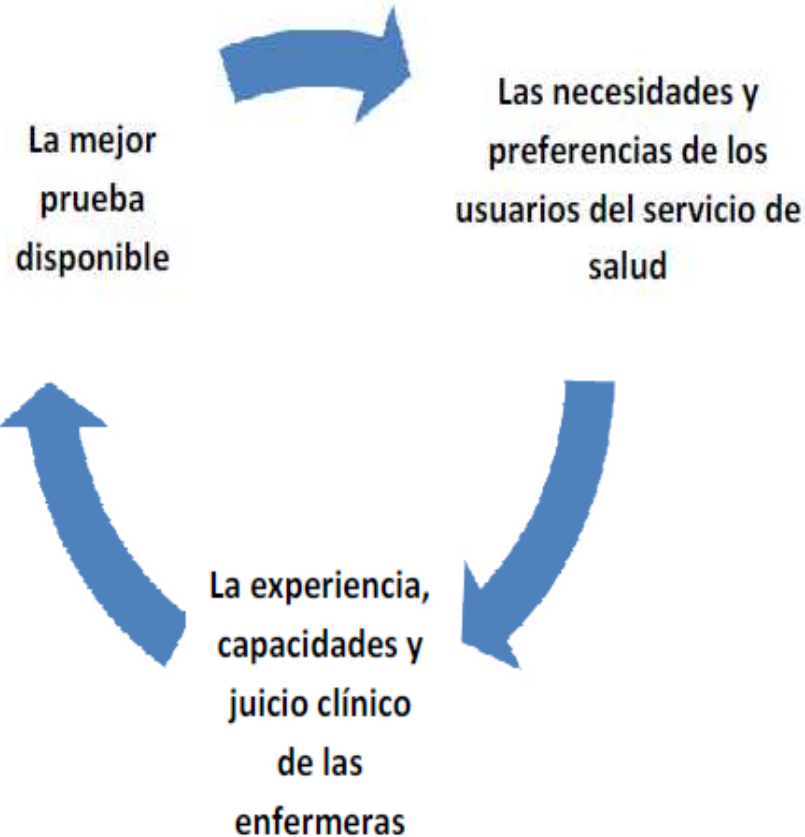 La mejor
prueba
disponible
Las necesidades y
preferencias de los
usuarios del servicio de
salud
La experiencia,
capacidades y
juicio clínico
de las
enfermeras